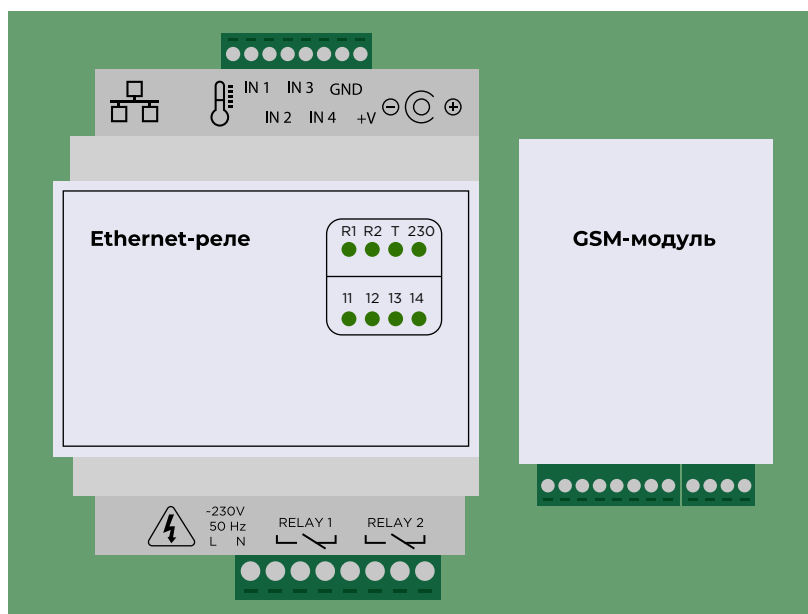 IN 1 IN 3 GND
IN 2 IN 4 +V
Ethernet-реле
R1 R2 T 230
11 12 13 14
GSM-модуль
~230V
50 Hz
L N
RELAY 1 RELAY 2